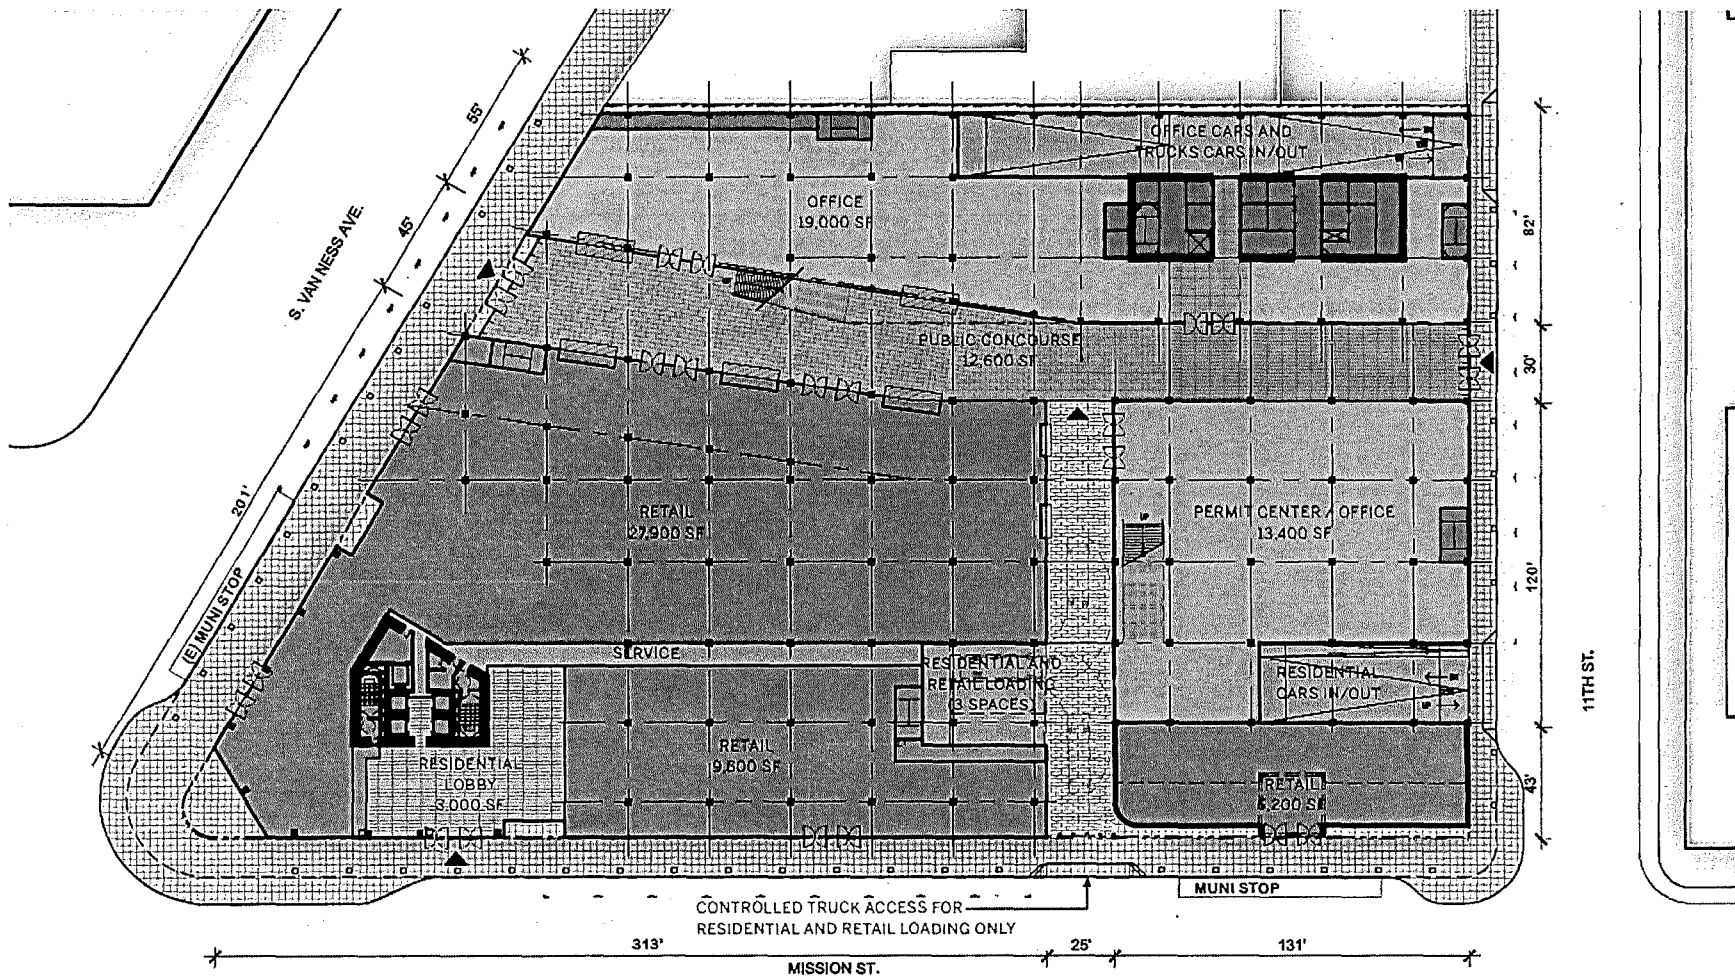 OFFICE CARS AND
TRUCKS CARS IN/OUT
55'
OFFICE
19,000 SF
82'
45'
S. VAN NESS AVE.
UP
PUBLIC CONCOURSE
12,600 SF
30'
201'
RETAIL
27,900 SF
UP
PERMIT CENTER / OFFICE
13,400 SF
120'
(E) MUNI STOP
SERVICE
RESIDENTIAL AND
RETAIL LOADING
(3 SPACES)
RESIDENTIAL
CARS IN/OUT
11TH ST.
RETAIL
9,600 SF
RESIDENTIAL
LOBBY
3,000 SF
RETAIL
,200 SF
43'
MUNI STOP
CONTROLLED TRUCK ACCESS FOR
RESIDENTIAL AND RETAIL LOADING ONLY
313'
25'
131'
MISSION ST.